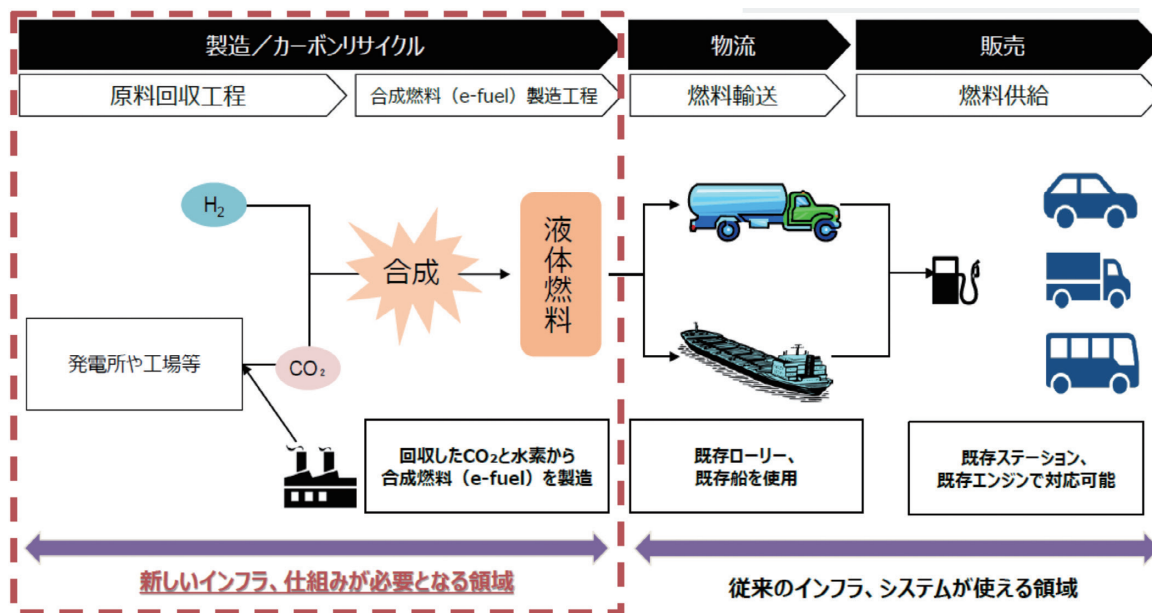 製造／カーボンリサイクル
物流
販売
原料回収工程
合成燃料（e-fuel）製造工程
燃料輸送
燃料供給
H₂
合成
液体燃料
発電所や工場等
CO₂
回収したCO₂と水素から
合成燃料（e-fuel）を製造
既存ローリー、
既存船を使用
既存ステーション、
既存エンジンで対応可能
新しいインフラ、仕組みが必要となる領域
従来のインフラ、システムが使える領域